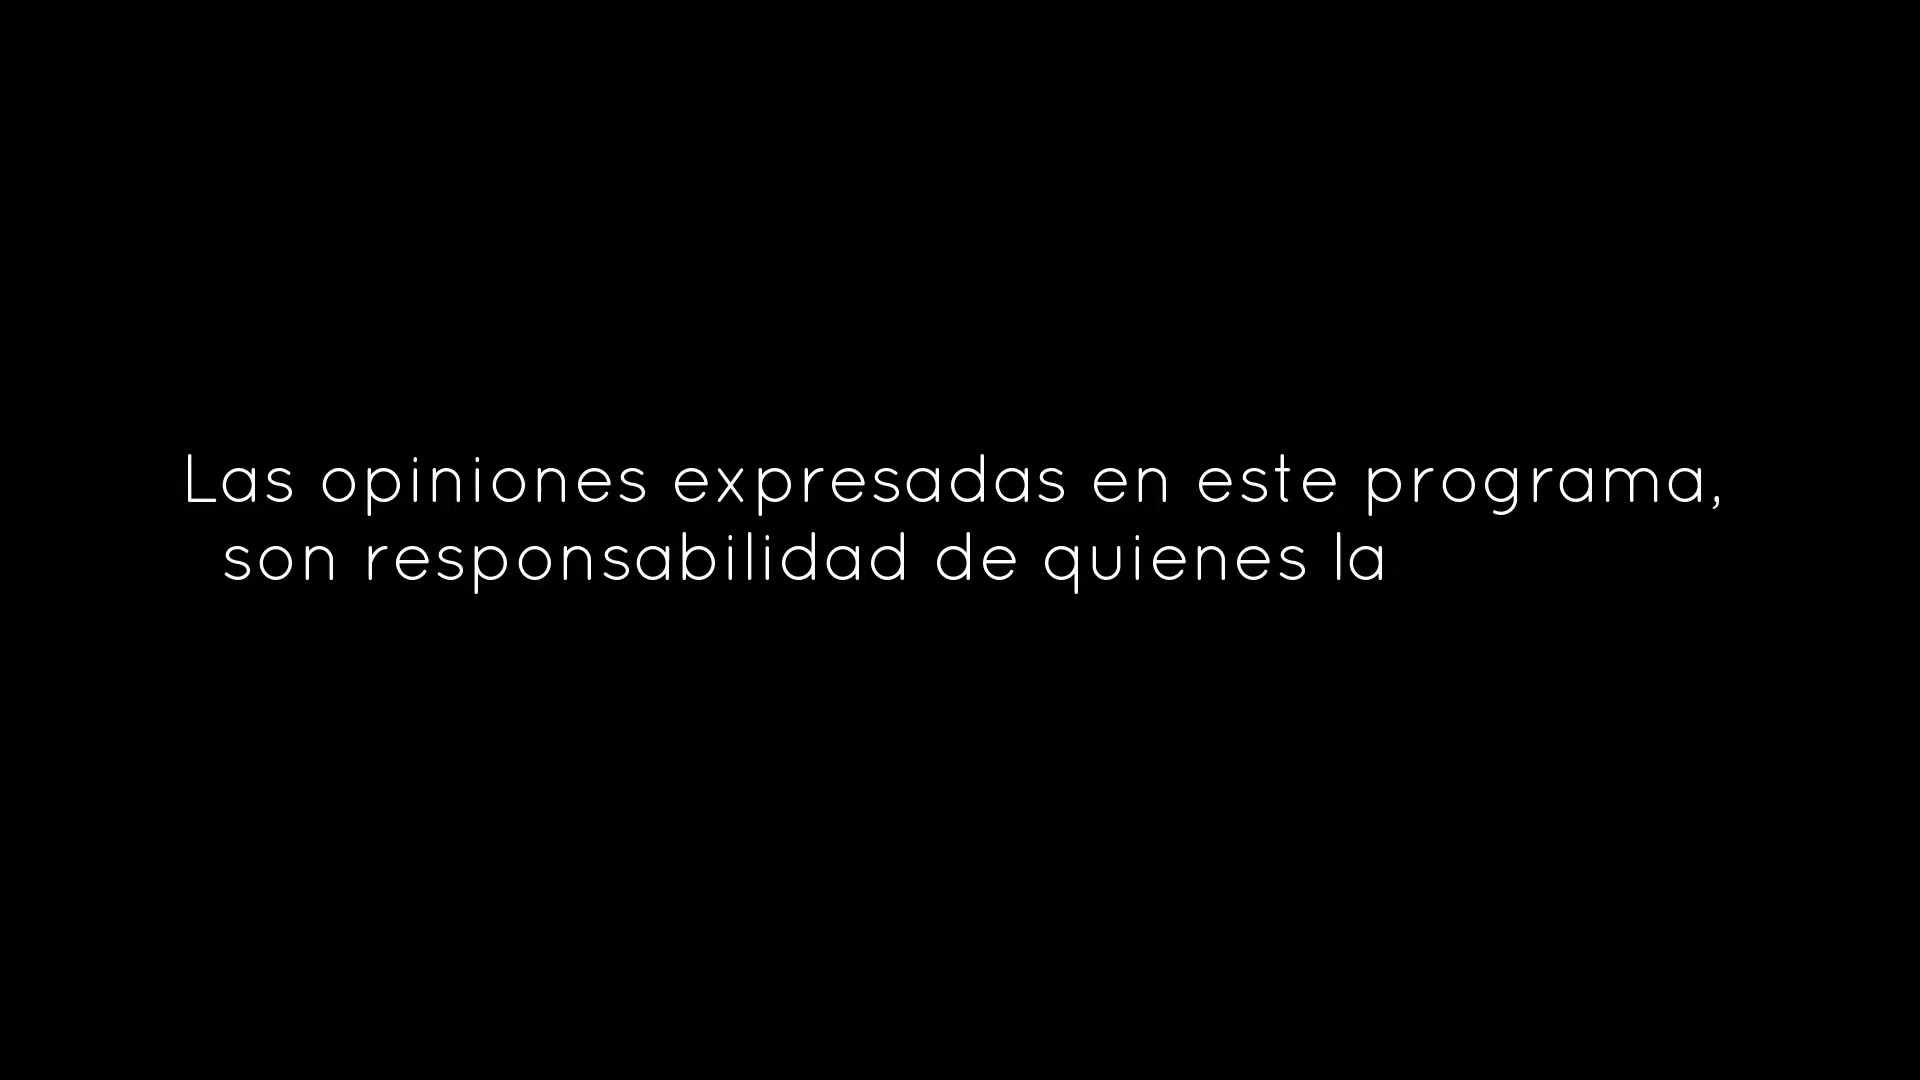 Las opiniones expresadas en este programa,
son responsabilidad de quienes la